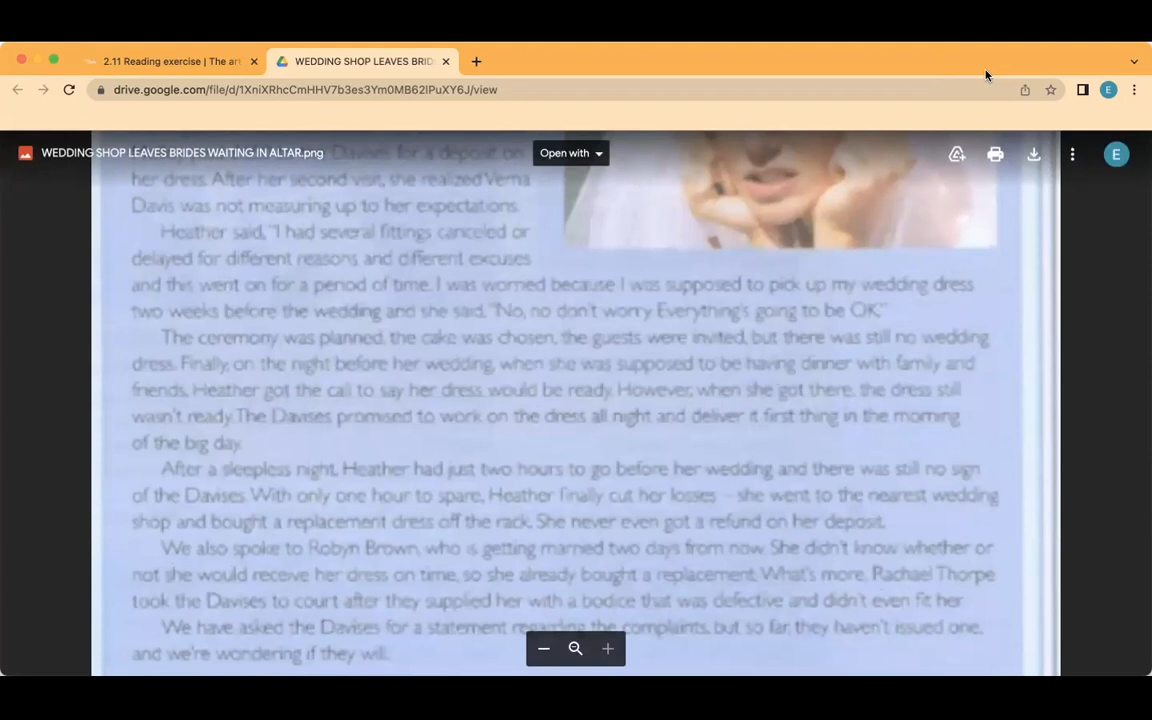 2.11 Reading exercise | The art
WEDDING SHOP LEAVES BRID
drive.google.com/file/d/1XniXRhcCmHHV7b3es3Ym0MB62IPuXY6J/view
E
WEDDING SHOP LEAVES BRIDES WAITING IN ALTAR.png
Open with
E
Davises for a deposit on
her dress. After her second visit, she realized Verna
Davis was not measuring up to her expectations.
Heather said, "I had several fittings canceled or
delayed for different reasons and different excuses
and this went on for a period of time. I was worried because I was supposed to pick up my wedding dress
two weeks before the wedding and she said, "No, no don't worry. Everything's going to be OK."
The ceremony was planned, the cake was chosen, the guests were invited, but there was still no wedding
dress. Finally, on the night before her wedding, when she was supposed to be having dinner with family and
friends, Heather got the call to say her dress would be ready. However, when she got there, the dress still
wasn't ready. The Davises promised to work on the dress all night and deliver it first thing in the morning
of the big day.
After a sleepless night, Heather had just two hours to go before her wedding and there was still no sign
of the Davises. With only one hour to spare, Heather finally cut her losses – she went to the nearest wedding
shop and bought a replacement dress off the rack. She never even got a refund on her deposit.
We also spoke to Robyn Brown, who is getting married two days from now. She didn't know whether or
not she would receive her dress on time, so she already bought a replacement. What's more, Rachael Thorpe
took the Davises to court after they supplied her with a bodice that was defective and didn't even fit her.
We have asked the Davises for a statement regarding the complaints, but so far, they haven't issued one,
and we're wondering if they will.